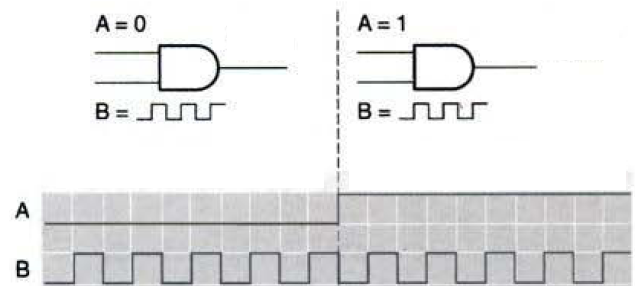 A = 0
A = 1
B =
B =
A
B